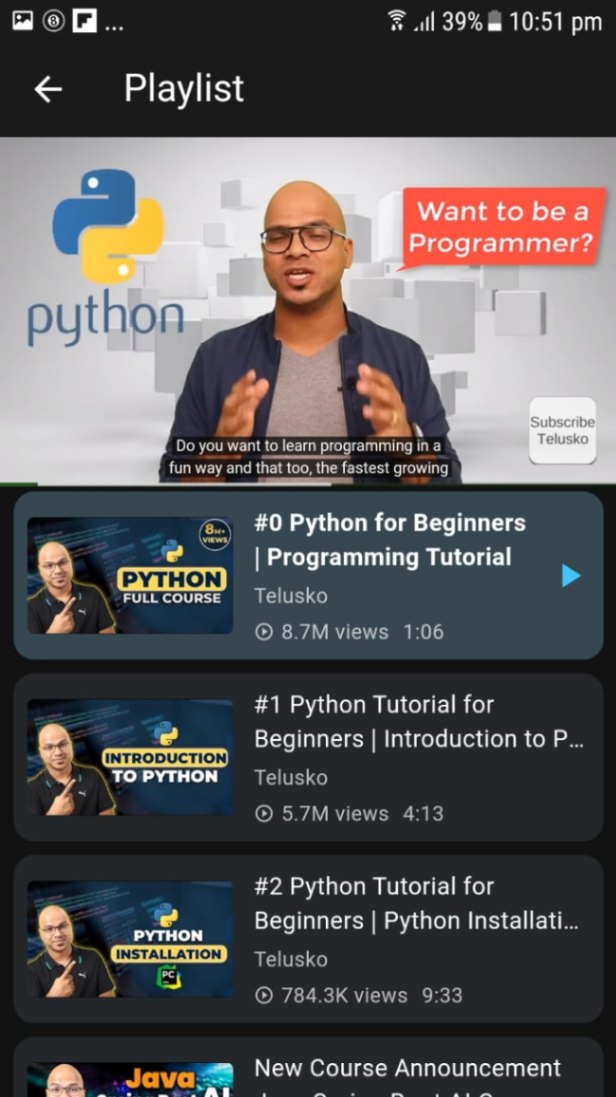 ... 39% 10:51 pm
Playlist
python
Want to be a
Programmer?
Subscribe
Telusko
Do you want to learn programming in a
fun way and that too, the fastest growing
8M+
VIEWS
PYTHON
FULL COURSE
#0 Python for Beginners
| Programming Tutorial
Telusko
8.7M views 1:06
INTRODUCTION
TO PYTHON
#1 Python Tutorial for
Beginners | Introduction to P...
Telusko
5.7M views 4:13
PYTHON
INSTALLATION
PC
#2 Python Tutorial for
Beginners | Python Installati...
Telusko
784.3K views 9:33
Java
New Course Announcement